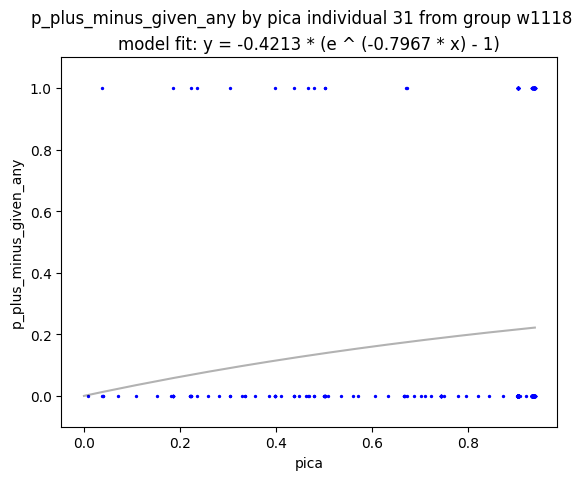 p_plus_minus_given_any by pica individual 31 from group w1118
model fit: y = -0.4213 * (e ^ (-0.7967 * x) - 1)
1.0
0.8
0.6
0.4
0.2
0.0
p_plus_minus_given_any
0.0 0.2 0.4 0.6 0.8
pica